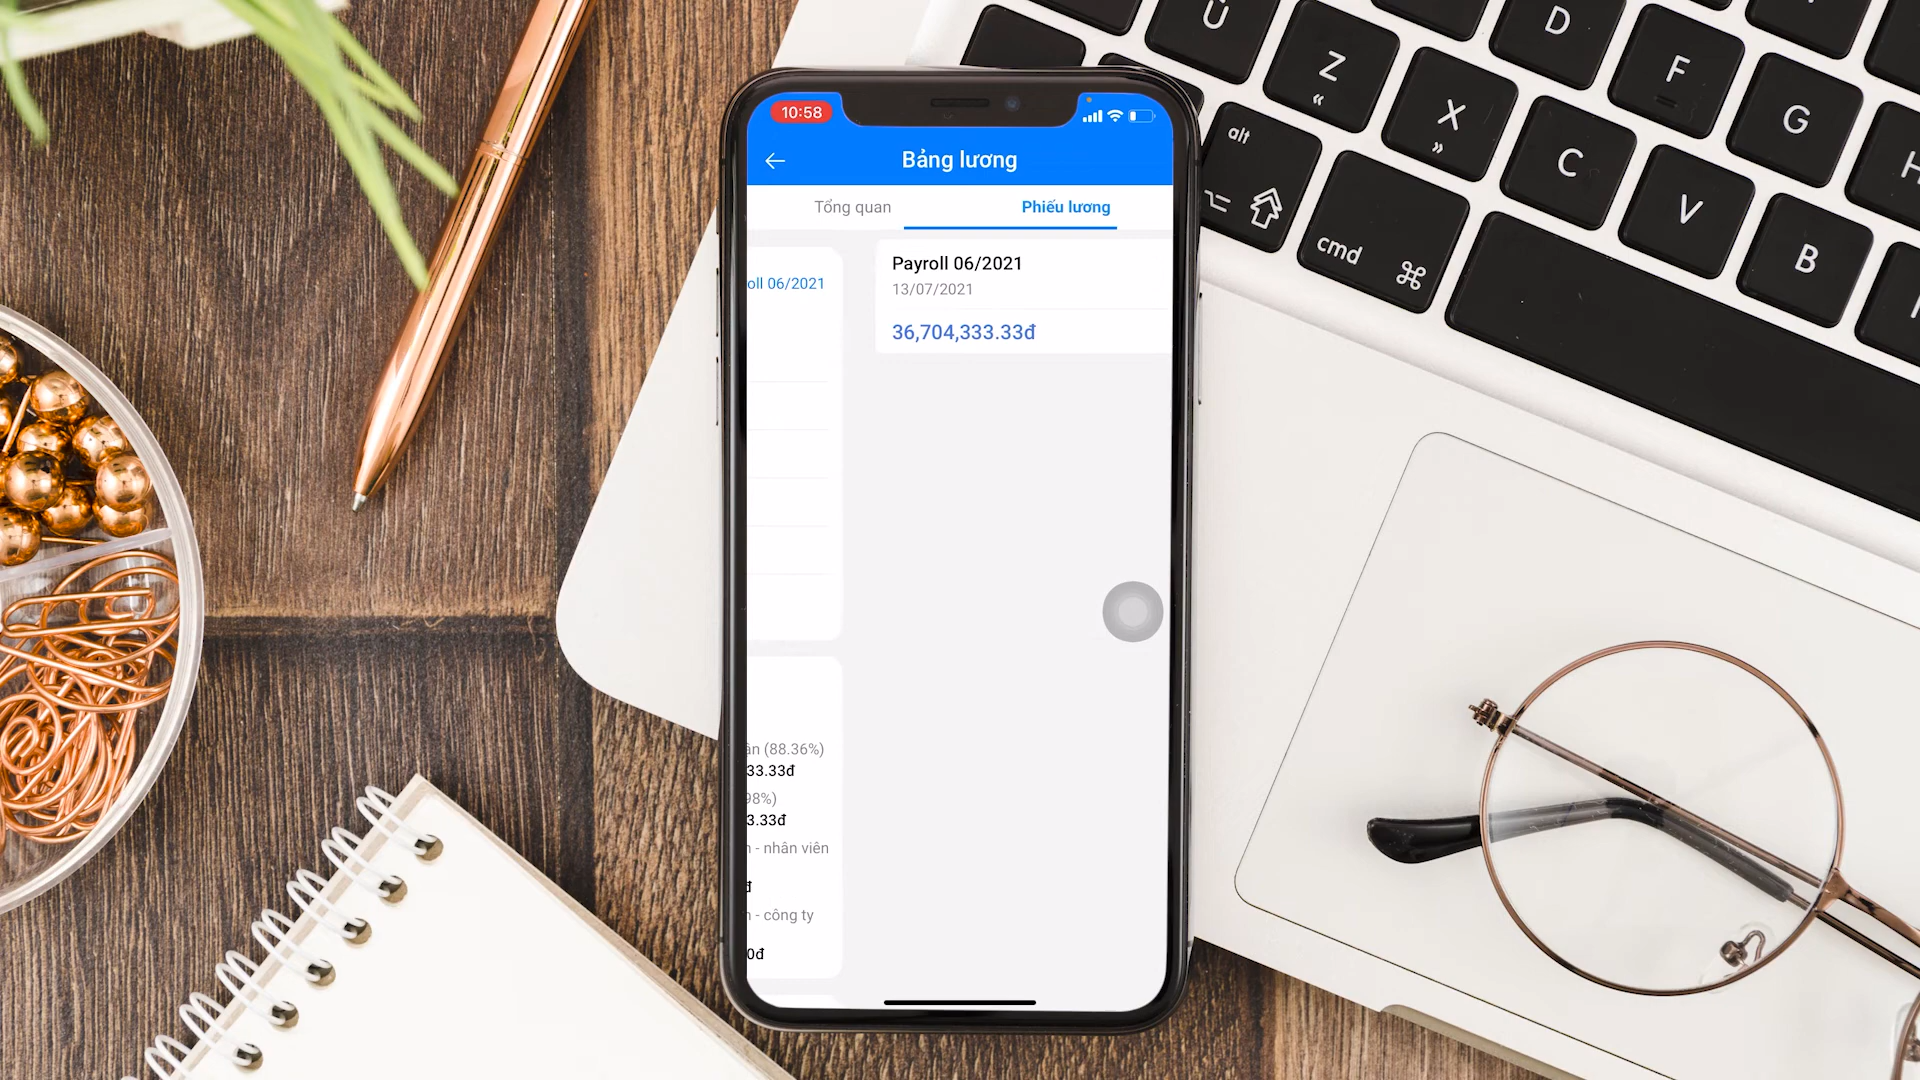 10:58
Bảng lương
Tổng quan
Phiếu lương
oll 06/2021
Payroll 06/2021
13/07/2021
36,704,333.33đ
(88.36%)
33.33đ
98%)
3.33đ
- nhân viên
đ
- công ty
0đ
Ü
D
Z
«
F
X
»
G
alt
C
H
V
cmd
⌘
B